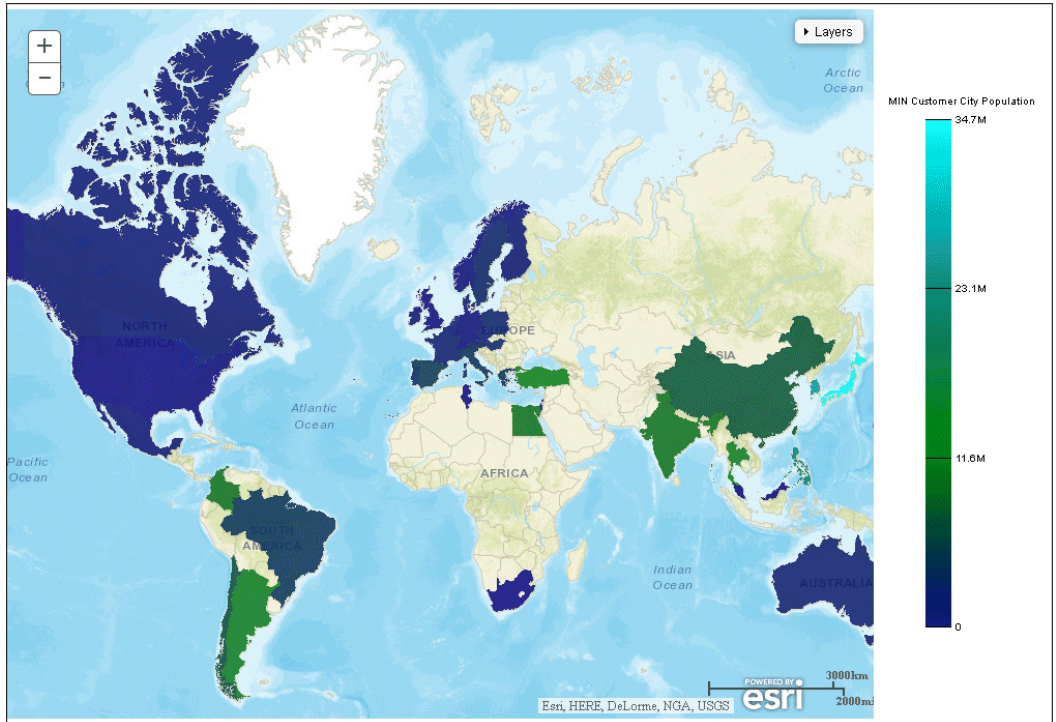 +
−
Layers
Arctic
Ocean
MIN Customer City Population
34.7M
23.1M
11.6M
0
NORTH
AMERICA
EUROPE
ASIA
Atlantic
Ocean
Pacific
Ocean
AFRICA
SOUTH
AMERICA
Indian
Ocean
AUSTRALIA
3000km
2000mi
POWERED BY
esri
Esri, HERE, DeLorme, NGA, USGS